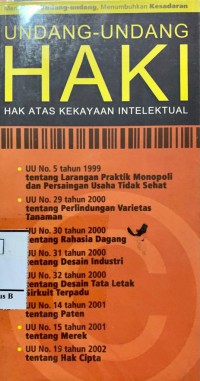 Undang-undang, Menumbuhkan Kesadaran
UNDANG-UNDANG
HAKI
HAK ATAS KEKAYAAN INTELEKTUAL
UU No. 5 tahun 1999
tentang Larangan Praktik Monopoli
dan Persaingan Usaha Tidak Sehat
UU No. 29 tahun 2000
tentang Perlindungan Varietas
Tanaman
UU No. 30 tahun 2000
tentang Rahasia Dagang
UU No. 31 tahun 2000
tentang Desain Industri
UU No. 32 tahun 2000
tentang Desain Tata Letak
Sirkuit Terpadu
UU No. 14 tahun 2001
tentang Paten
UU No. 15 tahun 2001
tentang Merek
UU No. 19 tahun 2002
tentang Hak Cipta